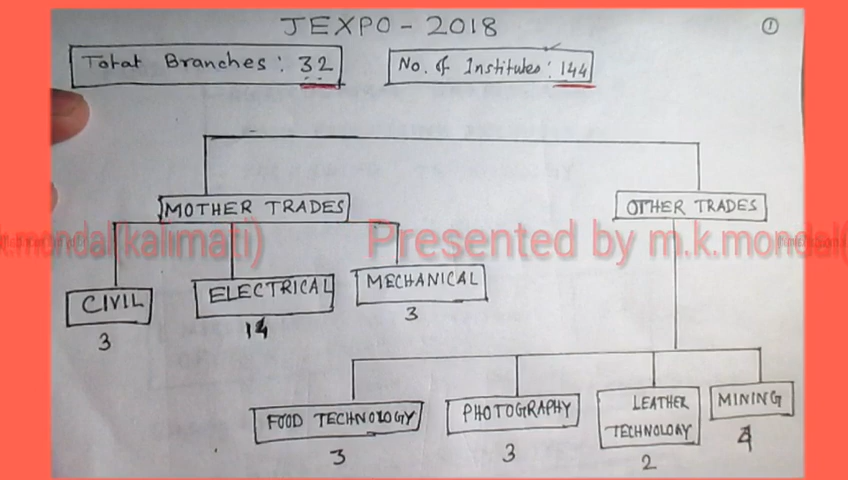 JEXPO - 2018
①
Total Branches: 32
No. of Institutes: 144
MOTHER TRADES
OTHER TRADES
m.k.mondal(kalimati)
Presented by m.k.mondal
CIVIL
ELECTRICAL
MECHANICAL
3
14
3
FOOD TECHNOLOGY
PHOTOGRAPHY
LEATHER
TECHNOLOGY
MINING
3
3
2
4